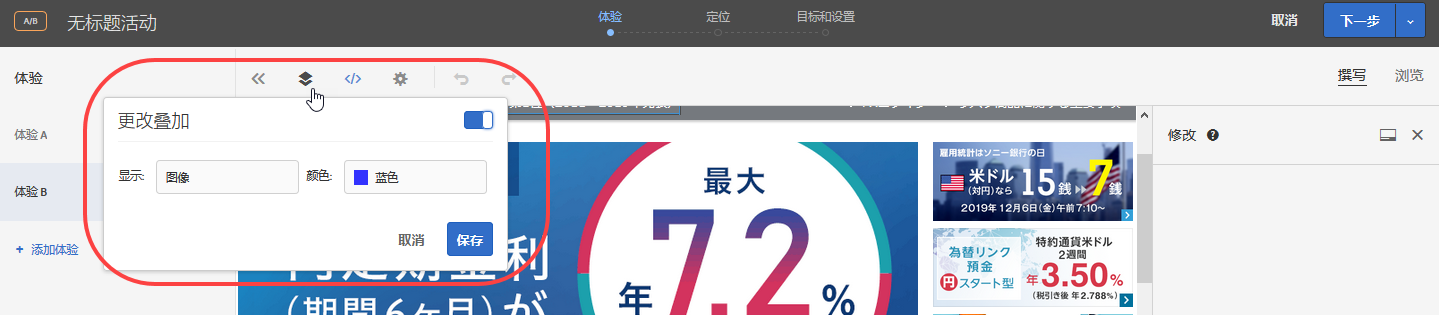 A/B
无标题活动
体验
定位
目标和设置
取消
下一步
体验
撰写
浏览
更改叠加
体验 A
体验 B
+ 添加体验
显示:
图像
颜色:
蓝色
取消
保存
修改
最大
年7.2%
(期間6ヶ月)が
雇用統計はソニー銀行の日
米ドル
(対円)なら
15銭
7銭
2019年12月6日(金)午前7:10~
為替リンク
預金
円スタート型
特約通貨米ドル
2週間
年3.50%
(税引き後 年2.788%)